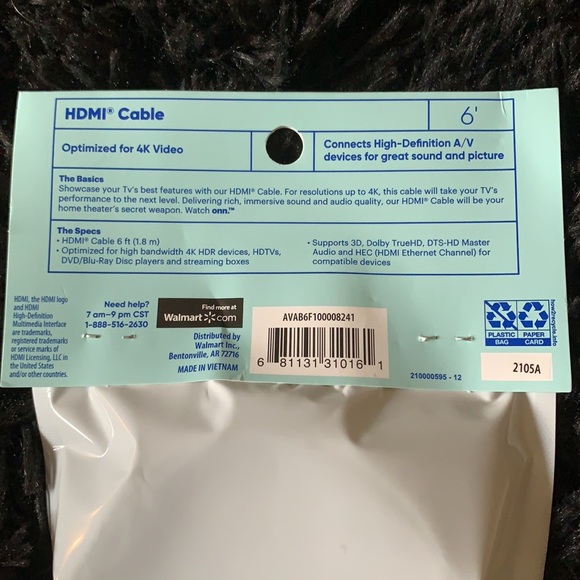 HDMI® Cable
6'
Optimized for 4K Video
Connects High-Definition A/V
devices for great sound and picture
The Basics
Showcase your Tv's best features with our HDMI® Cable. For resolutions up to 4K, this cable will take your TV's
performance to the next level. Delivering rich, immersive sound and audio quality, our HDMI® Cable will be your
home theater's secret weapon. Watch onn.™
The Specs
• HDMI® Cable 6 ft (1.8 m)
• Optimized for high bandwidth 4K HDR devices, HDTVs,
DVD/Blu-Ray Disc players and streaming boxes
• Supports 3D, Dolby TrueHD, DTS-HD Master
Audio and HEC (HDMI Ethernet Channel) for
compatible devices
HDMI, the HDMI logo
and HDMI
High-Definition
Multimedia Interface
are trademarks,
registered trademarks
or service marks of
HDMI Licensing, LLC in
the United States
and/or other countries.
Need help?
7 am–9 pm CST
1-888-516-2630
Find more at
Walmart.com
Distributed by
Walmart Inc.,
Bentonville, AR 72716
MADE IN VIETNAM
AVAB6F100008241
6 81131 31016 1
210000595 - 12
PLASTIC
BAG
PAPER
CARD
how2recycle.info
2105A